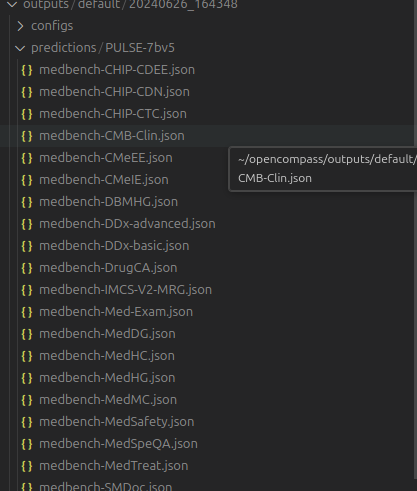 outputs/default/20240626_164348
configs
predictions/PULSE-7bv5
{} medbench-CHIP-CDEE.json
{} medbench-CHIP-CDN.json
{} medbench-CHIP-CTC.json
{} medbench-CMB-Clin.json
{} medbench-CMeEE.json
~/opencompass/outputs/default/
CMB-Clin.json
{} medbench-CMeIE.json
{} medbench-DBMHG.json
{} medbench-DDx-advanced.json
{} medbench-DDx-basic.json
{} medbench-DrugCA.json
{} medbench-IMCS-V2-MRG.json
{} medbench-Med-Exam.json
{} medbench-MedDG.json
{} medbench-MedHC.json
{} medbench-MedHG.json
{} medbench-MedMC.json
{} medbench-MedSafety.json
{} medbench-MedSpeQA.json
{} medbench-MedTreat.json
{} medbench-SMDoc.json